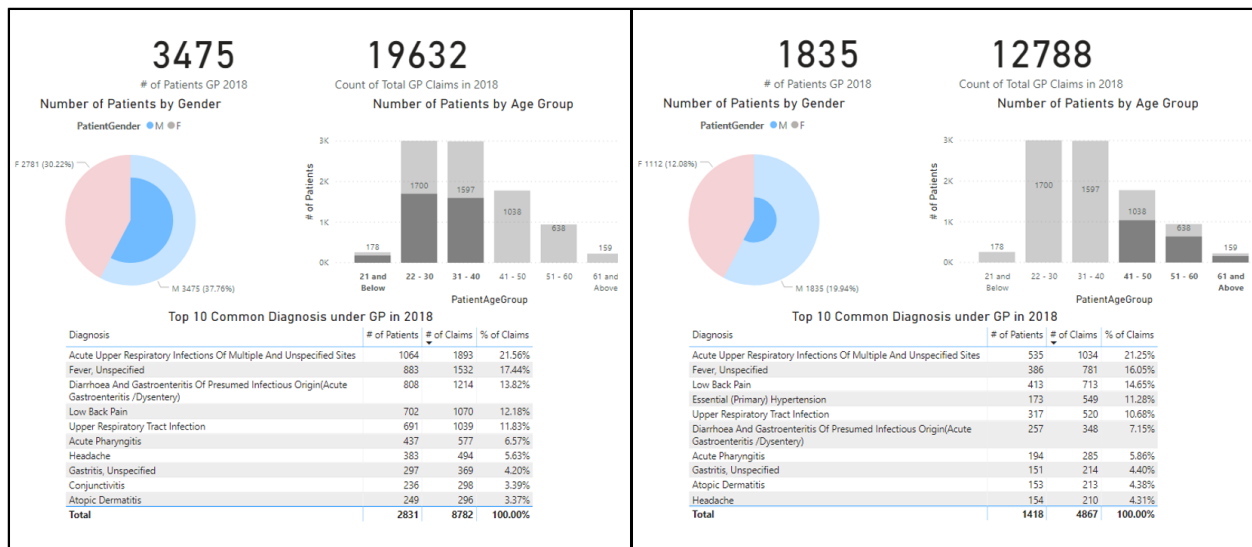 3475
19632
# of Patients GP 2018
Count of Total GP Claims in 2018
Number of Patients by Gender
Number of Patients by Age Group
PatientGender M F
F 2781 (30.22%)
M 3475 (37.76%)
# of Patients
3K
2K
1K
0K
178
1700
1597
1038
638
159
21 and Below
22 - 30
31 - 40
41 - 50
51 - 60
61 and Above
PatientAgeGroup
Top 10 Common Diagnosis under GP in 2018
Diagnosis # of Patients # of Claims % of Claims
Acute Upper Respiratory Infections Of Multiple And Unspecified Sites 1064 1893 21.56%
Fever, Unspecified 883 1532 17.44%
Diarrhoea And Gastroenteritis Of Presumed Infectious Origin(Acute 808 1214 13.82%
Gastroenteritis /Dysentery)
Low Back Pain 702 1070 12.18%
Upper Respiratory Tract Infection 691 1039 11.83%
Acute Pharyngitis 437 577 6.57%
Headache 383 494 5.63%
Gastritis, Unspecified 297 369 4.20%
Conjunctivitis 236 298 3.39%
Atopic Dermatitis 249 296 3.37%
Total 2831 8782 100.00%
1835
12788
# of Patients GP 2018
Count of Total GP Claims in 2018
Number of Patients by Gender
Number of Patients by Age Group
PatientGender M F
F 1112 (12.08%)
M 1835 (19.94%)
# of Patients
3K
2K
1K
0K
178
1700
1597
1038
638
159
21 and Below
22 - 30
31 - 40
41 - 50
51 - 60
61 and Above
PatientAgeGroup
Top 10 Common Diagnosis under GP in 2018
Diagnosis # of Patients # of Claims % of Claims
Acute Upper Respiratory Infections Of Multiple And Unspecified Sites 535 1034 21.25%
Fever, Unspecified 386 781 16.05%
Low Back Pain 413 713 14.65%
Essential (Primary) Hypertension 173 549 11.28%
Upper Respiratory Tract Infection 317 520 10.68%
Diarrhoea And Gastroenteritis Of Presumed Infectious Origin(Acute 257 348 7.15%
Gastroenteritis /Dysentery)
Acute Pharyngitis 194 285 5.86%
Gastritis, Unspecified 151 214 4.40%
Atopic Dermatitis 153 213 4.38%
Headache 154 210 4.31%
Total 1418 4867 100.00%